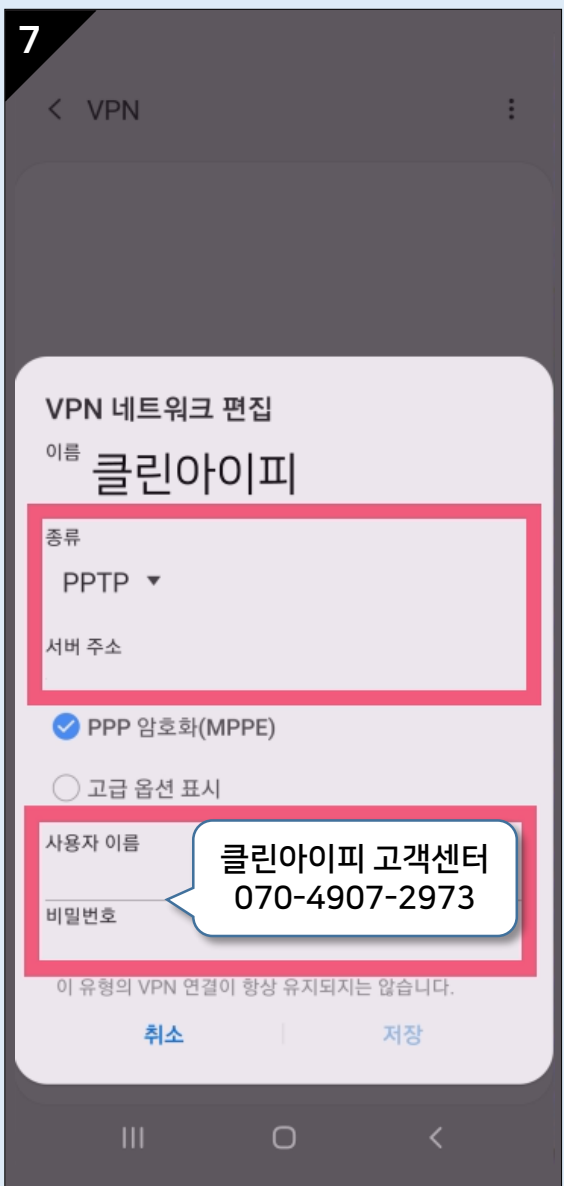 7
VPN
VPN 네트워크 편집
이름
클린아이피
종류
PPTP
서버 주소
PPP 암호화(MPPE)
고급 옵션 표시
사용자 이름
클린아이피 고객센터
070-4907-2973
비밀번호
이 유형의 VPN 연결이 항상 유지되지는 않습니다.
취소
저장